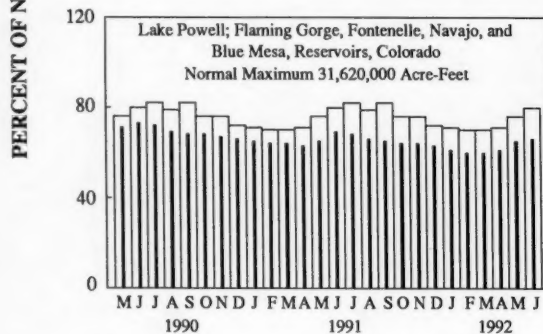 PERCENT OF
120
Lake Powell; Flaming Gorge, Fontenelle, Navajo, and
Blue Mesa, Reservoirs, Colorado
Normal Maximum 31,620,000 Acre-Feet
80
40
0
M J J A S O N D J F M A M J J A S O N D J F M A M J
1990 1991 1992